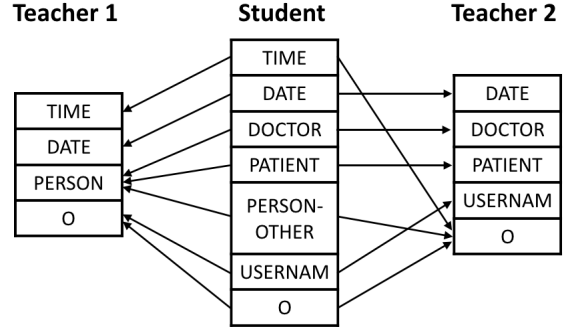 Teacher 1
Student
Teacher 2
TIME
DATE
PERSON
O
TIME
DATE
DOCTOR
PATIENT
PERSON-
OTHER
USERNAM
O
DATE
DOCTOR
PATIENT
USERNAM
O